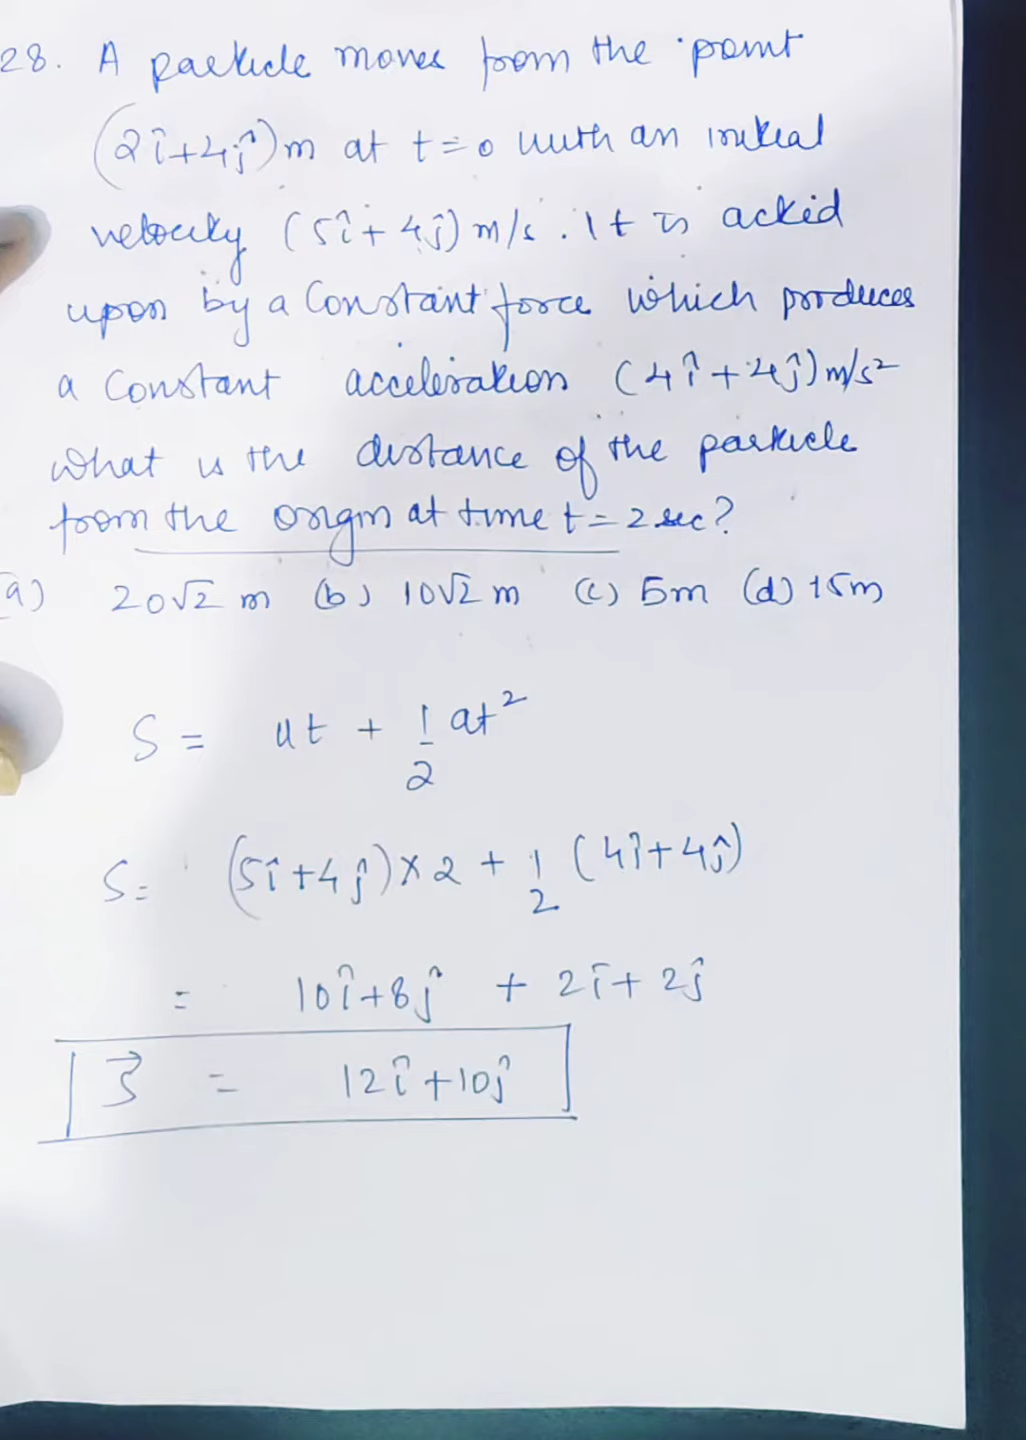 28. A particle moves from the point
(2î+4ĵ)m at t=0 with an initial
velocity (5î+4ĵ) m/s. It is acted
upon by a Constant force which produces
a Constant acceleration (4î+4ĵ)m/s²
what is the distance of the particle
from the origin at time t=2 sec?
a) 20√2 m (b) 10√2 m (c) 5m (d) 15m
S = ut + 1/2 at²
S= (5î+4ĵ)×2 + 1/2 (4î+4ĵ)
= 10î+8ĵ + 2î+2ĵ
S⃗ = 12î+10ĵ